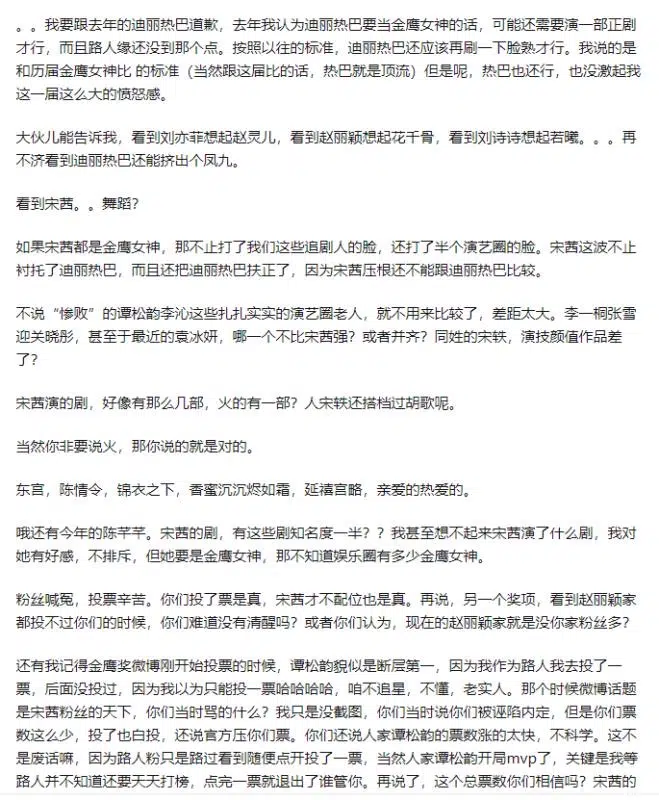 。。我要跟去年的迪丽热巴道歉，去年我认为迪丽热巴要当金鹰女神的话，可能还需要演一部正剧
才行，而且路人缘还没到那个点。按照以往的标准，迪丽热巴还应该再刷一下脸熟才行。我说的是
和历届金鹰女神比 的标准（当然跟这届比的话，热巴就是顶流）但是呢，热巴也还行，也没激起我
这一届这么大的愤怒感。
大伙儿能告诉我，看到刘亦菲想起赵灵儿，看到赵丽颖想起花千骨，看到刘诗诗想起若曦。。。再
不济看到迪丽热巴还能挤出个凤九。
看到宋茜。。舞蹈？
如果宋茜都是金鹰女神，那不止打了我们这些追剧人的脸，还打了半个演艺圈的脸。宋茜这波不止
衬托了迪丽热巴，而且还把迪丽热巴扶正了，因为宋茜压根还不能跟迪丽热巴比较。
不说“惨败”的谭松韵李沁这些扎扎实实的演艺圈老人，就不用来比较了，差距太大。李一桐张雪
迎关晓彤，甚至于最近的袁冰妍，哪一个不比宋茜强？或者并齐？同姓的宋轶，演技颜值作品差
了？
宋茜演的剧，好像有那么几部，火的有一部？人宋轶还搭档过胡歌呢。
当然你非要说火，那你说的就是对的。
东宫，陈情令，锦衣之下，香蜜沉沉烬如霜，延禧宫略，亲爱的热爱的。
哦还有今年的陈芊芊。宋茜的剧，有这些剧知名度一半？？我甚至想不起来宋茜演了什么剧，我对
她有好感，不排斥，但她要是金鹰女神，那不知道娱乐圈有多少金鹰女神。
粉丝喊冤，投票辛苦。你们投了票是真，宋茜才不配位也是真。再说，另一个奖项，看到赵丽颖家
都投不过你们的时候，你们难道没有清醒吗？或者你们认为，现在的赵丽颖家就是没你家粉丝多？
还有我记得金鹰奖微博刚开始投票的时候，谭松韵貌似是断层第一，因为我作为路人我去投了一
票，后面没投过，因为我以为只能投一票哈哈哈哈，咱不追星，不懂，老实人。那个时候微博话题
是宋茜粉丝的天下，你们当时骂的什么？我只是没截图，你们当时说你们被诬陷内定，但是你们票
数这么少，投了也白投，还说官方压你们票。你们还说人家谭松韵的票数涨的太快，不科学。这不
是废话嘛，因为路人粉只是路过看到随便点开投了一票，当然人家谭松韵开局mvp了，关键是我等
路人并不知道还要天天打榜，点完一票就退出了谁管你。再说了，这个总票数你们相信吗？宋茜的